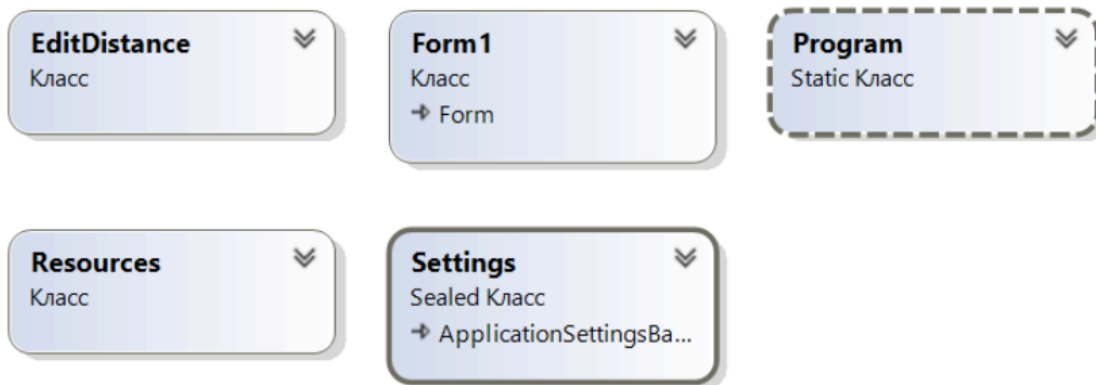 EditDistance
Класс
Form1
Класс
Form
Program
Static Класс
Resources
Класс
Settings
Sealed Класс
ApplicationSettingsBa...